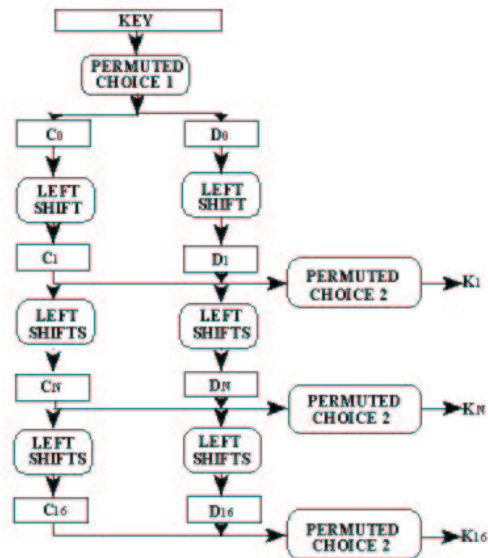 KEY
PERMUTED
CHOICE 1
C0 D0
LEFT
SHIFT
LEFT
SHIFT
C1 D1
PERMUTED
CHOICE 2
K1
LEFT
SHIFTS
LEFT
SHIFTS
CN DN
PERMUTED
CHOICE 2
KN
LEFT
SHIFTS
LEFT
SHIFTS
C16 D16
PERMUTED
CHOICE 2
K16